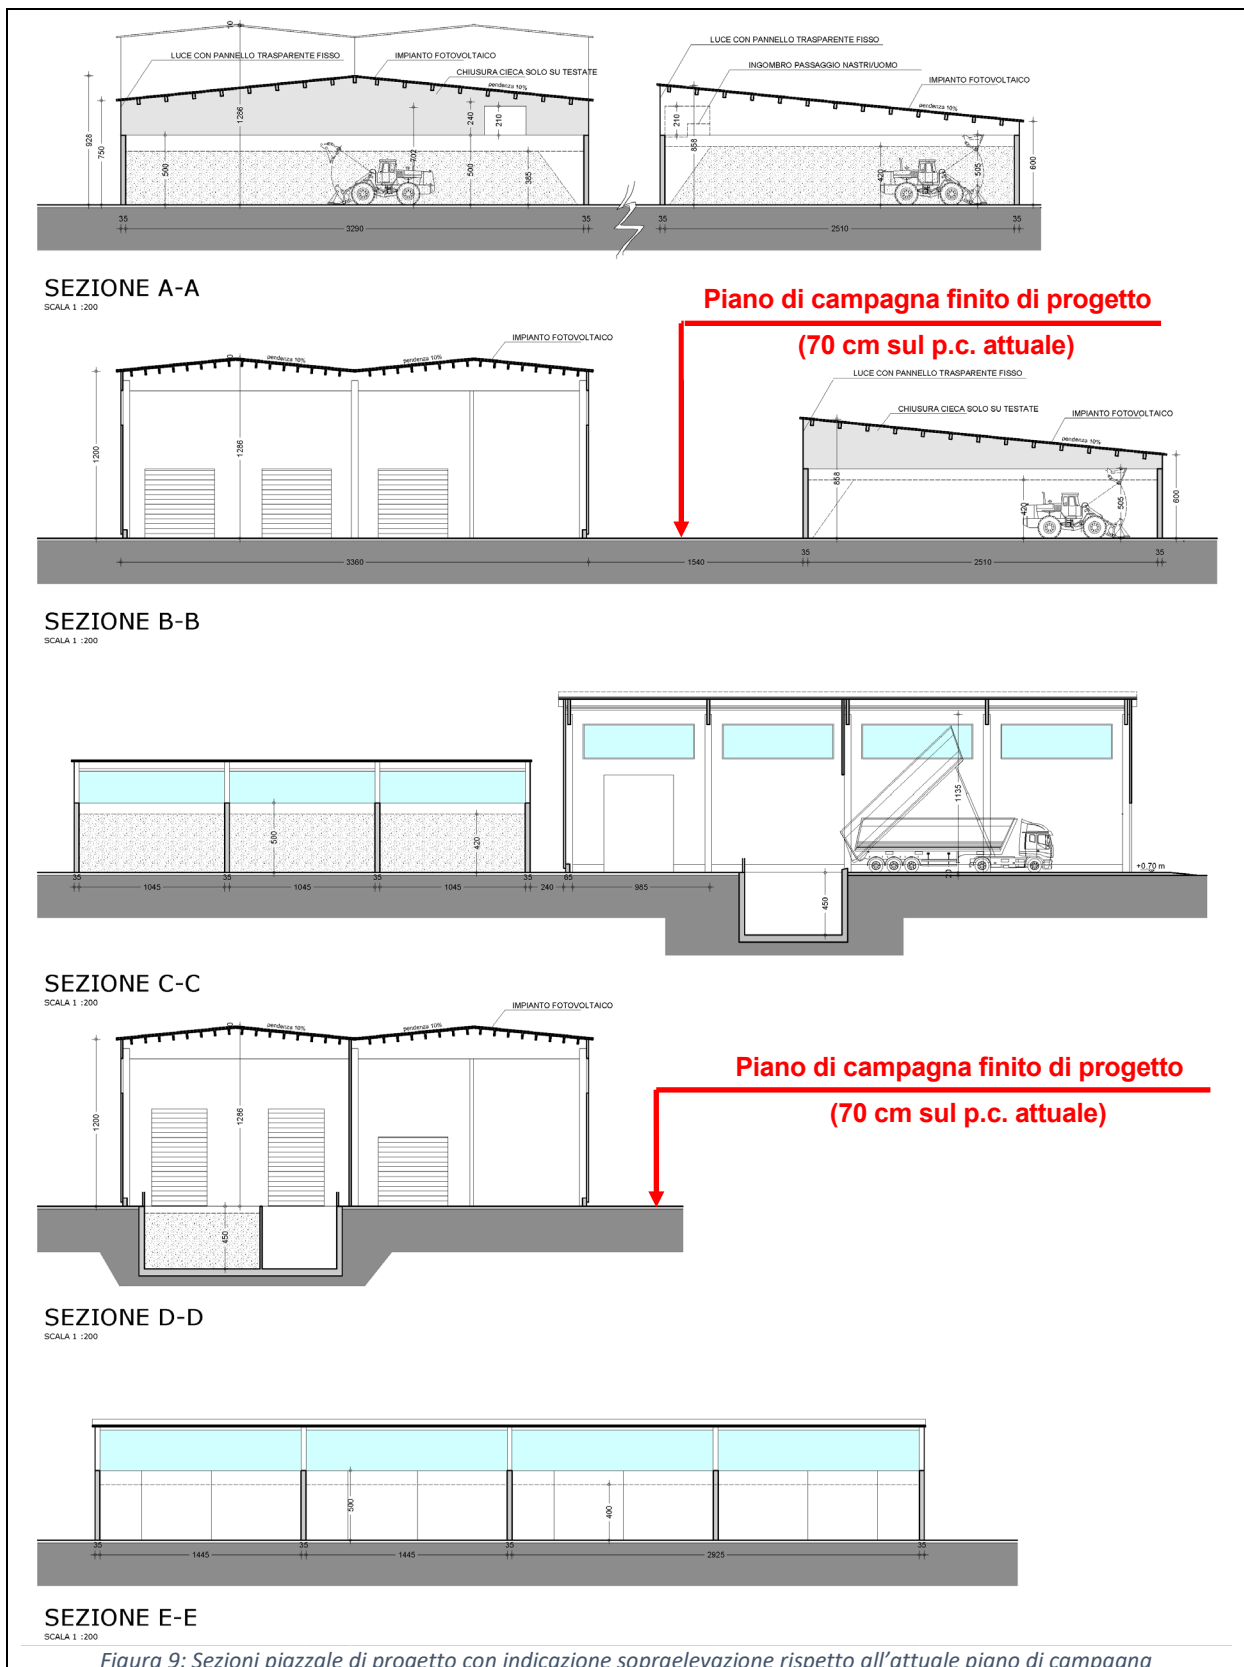 LUCE CON PANNELLO TRASPARENTE FISSO
IMPIANTO FOTOVOLTAICO
CHIUSURA CIECA SOLO SU TESTATE
pendenza 10%
10
1286
928
750
500
702
240
210
500
385
35
3290
35
LUCE CON PANNELLO TRASPARENTE FISSO
INGOMBRO PASSAGGIO NASTRI/UOMO
IMPIANTO FOTOVOLTAICO
pendenza 10%
210
858
420
505
600
35
2510
35
SEZIONE A-A
SCALA 1 :200
Piano di campagna finito di progetto
(70 cm sul p.c. attuale)
IMPIANTO FOTOVOLTAICO
pendenza 10%
pendenza 10%
1200
1286
3360
1540
LUCE CON PANNELLO TRASPARENTE FISSO
CHIUSURA CIECA SOLO SU TESTATE
IMPIANTO FOTOVOLTAICO
pendenza 10%
858
420
505
600
35
2510
35
SEZIONE B-B
SCALA 1 :200
500
420
1135
20
+0.70 m
450
35
1045
35
1045
35
1045
35
240
85
985
SEZIONE C-C
SCALA 1 :200
IMPIANTO FOTOVOLTAICO
pendenza 10%
pendenza 10%
1200
1286
450
Piano di campagna finito di progetto
(70 cm sul p.c. attuale)
SEZIONE D-D
SCALA 1 :200
500
400
35
1445
35
1445
35
2925
35
SEZIONE E-E
SCALA 1 :200
Figura 9: Sezioni piazzale di progetto con indicazione sopraelevazione rispetto all'attuale piano di campagna